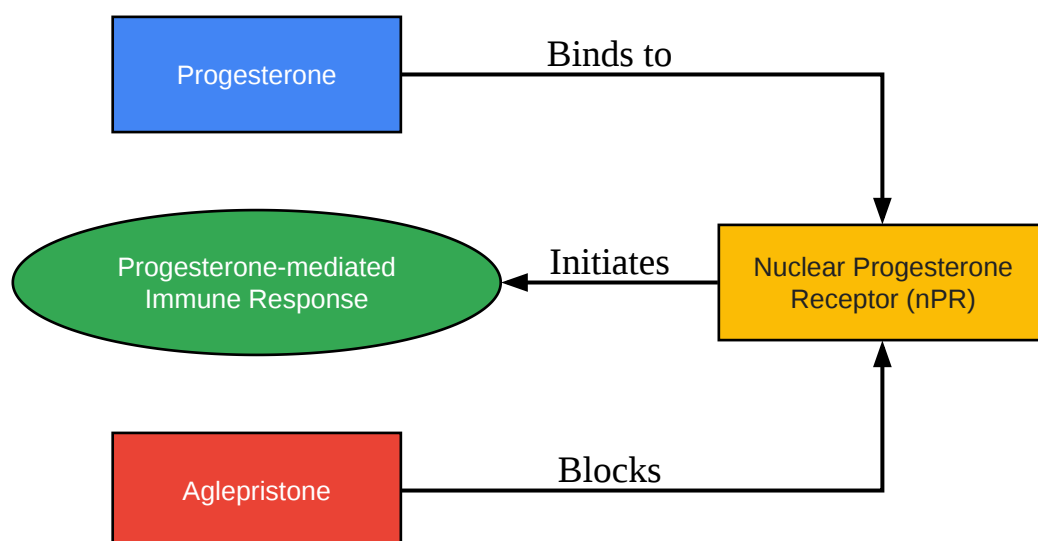 Progesterone
Binds to
Progesterone-mediated
Immune Response
Initiates
Nuclear Progesterone
Receptor (nPR)
Aglepristone
Blocks